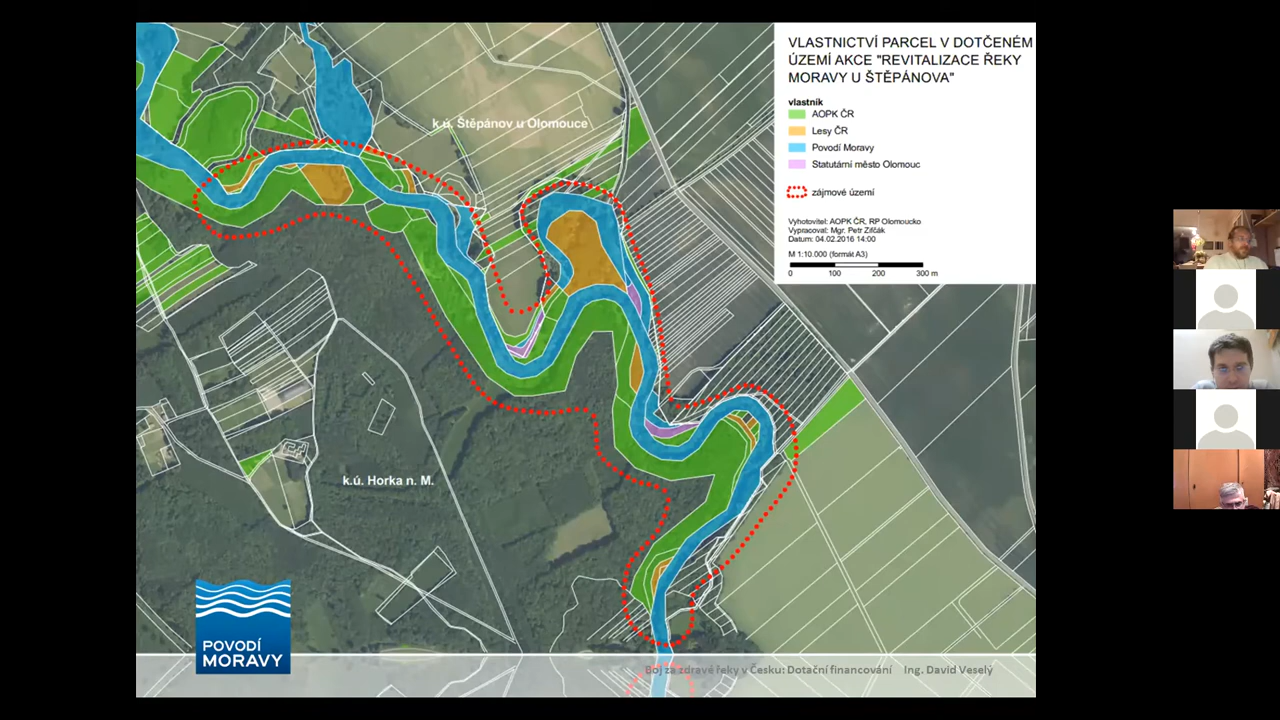 VLASTNICTVÍ PARCEL V DOTČENÉM
ÚZEMÍ AKCE "REVITALIZACE ŘEKY
MORAVY U ŠTĚPÁNOVA"
vlastník
AOPK ČR
Lesy ČR
Povodí Moravy
Statutární město Olomouc
zájmové území
Vyhotovitel: AOPK ČR, RP Olomoucko
Vypracoval: Mgr. Petr Zifčák
Datum: 04.02.2016 14:00
M 1:10.000 (formát A3)
0 100 200 300 m
k.ú. Štěpánov u Olomouce
k.ú. Horka n. M.
POVODÍ
MORAVY
Boj za zdravé řeky v Česku: Dotační financování Ing. David Veselý